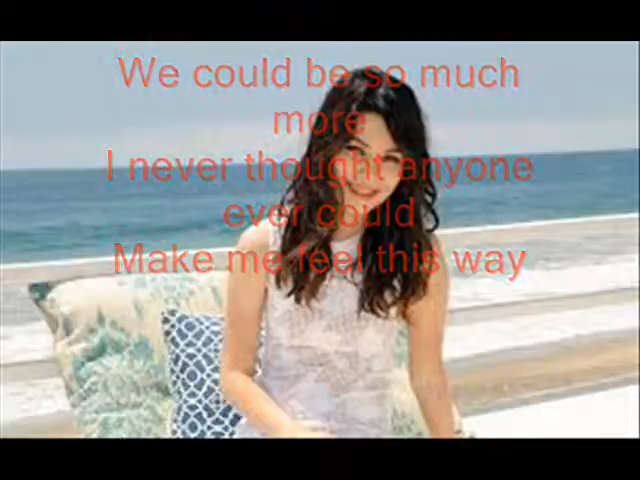 We could be so much
more
I never thought anyone
ever could
Make me feel this way